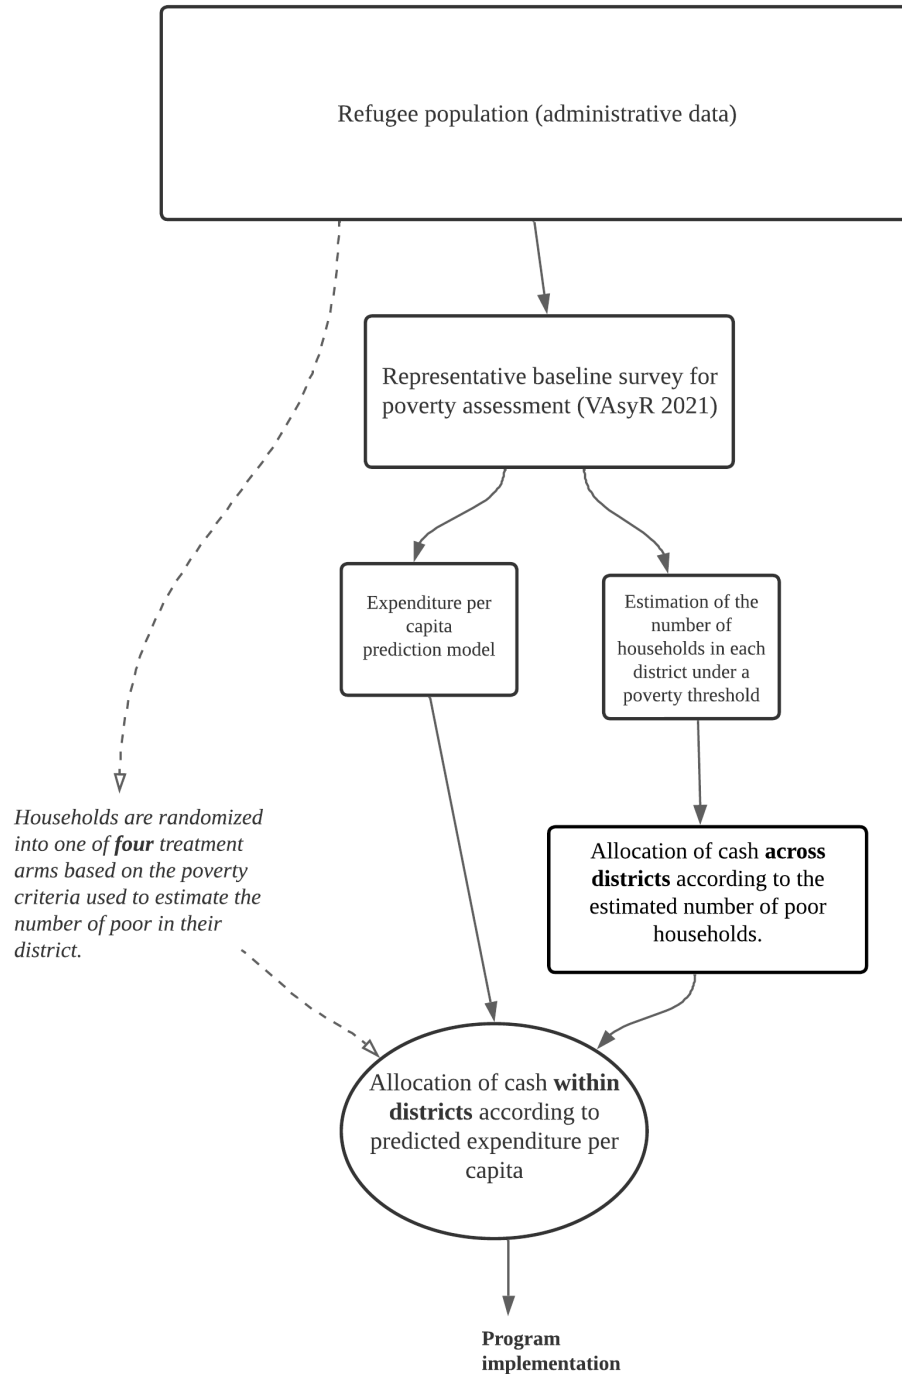 Refugee population (administrative data)
Representative baseline survey for
poverty assessment (VAsyR 2021)
Expenditure per
capita
prediction model
Estimation of the
number of
households in each
district under a
poverty threshold
Households are randomized
into one of four treatment
arms based on the poverty
criteria used to estimate the
number of poor in their
district.
Allocation of cash across
districts according to the
estimated number of poor
households.
Allocation of cash within
districts according to
predicted expenditure per
capita
Program
implementation